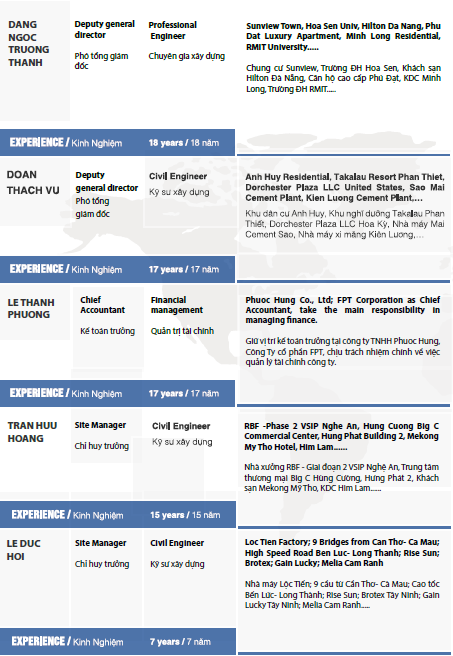 DANG
NGOC
TRUONG
THANH
Deputy general
director
Phó tổng giám
đốc
Professional
Engineer
Chuyên gia xây dựng
Sunview Town, Hoa Sen Univ, Hilton Da Nang, Phu
Dat Luxury Apartment, Minh Long Residential,
RMIT University.....
Chung cư Sunview, Trường ĐH Hoa Sen, Khách sạn
Hilton Đà Nẵng, Căn hộ cao cấp Phú Đạt, KDC Minh
Long, Trường ĐH RMIT.....
EXPERIENCE / Kinh Nghiệm
18 years / 18 năm
DOAN
THACH VU
Deputy
general director
Phó tổng
giám đốc
Civil Engineer
Kỹ sư xây dựng
Anh Huy Residential, Takalau Resort Phan Thiet,
Dorchester Plaza LLC United States, Sao Mai
Cement Plant, Kien Luong Cement Plant,...
Khu dân cư Anh Huy, Khu nghĩ dưỡng Takalau Phan
Thiết, Dorchester Plaza LLC Hoa Kỳ, Nhà máy Mai
Cement Sao, Nhà máy xi măng Kiên Lương,...
EXPERIENCE / Kinh Nghiệm
17 years / 17 năm
LE THANH
PHUONG
Chief
Accountant
Kế toán trưởng
Financial
management
Quản trị tài chính
Phuoc Hung Co., Ltd; FPT Corporation as Chief
Accountant, take the main responsibility in
managing finance.
Giữ vị trí kế toán trưởng tại công ty TNHH Phuoc Hung,
Công ty cổ phần FPT, chịu trách nhiệm chính về việc
quản lý tài chính công ty.
EXPERIENCE / Kinh Nghiệm
17 years / 17 năm
TRAN HUU
HOANG
Site Manager
Chỉ huy trưởng
Civil Engineer
Kỹ sư xây dựng
RBF -Phase 2 VSIP Nghe An, Hung Cuong Big C
Commercial Center, Hung Phat Building 2, Mekong
My Tho Hotel, Him Lam......
Nhà xưởng RBF - Giai đoạn 2 VSIP Nghệ An, Trung tâm
thương mại Big C Hùng Cường, Hưng Phát 2, Khách
sạn Mekong Mỹ Tho, KDC Him Lam......
EXPERIENCE / Kinh Nghiệm
15 years / 15 năm
LE DUC
HOI
Site Manager
Chỉ huy trưởng
Civil Engineer
Kỹ sư xây dựng
Loc Tien Factory; 9 Bridges from Can Tho- Ca Mau;
High Speed Road Ben Luc- Long Thanh; Rise Sun;
Brotex; Gain Lucky; Melia Cam Ranh
Nhà máy Lộc Tiến; 9 cầu từ Cần Thơ- Cà Mau; Cao tốc
Bến Lức- Long Thành; Rise Sun; Brotex Tây Ninh; Gain
Lucky Tây Ninh; Melia Cam Ranh.....
EXPERIENCE / Kinh Nghiệm
7 years / 7 năm